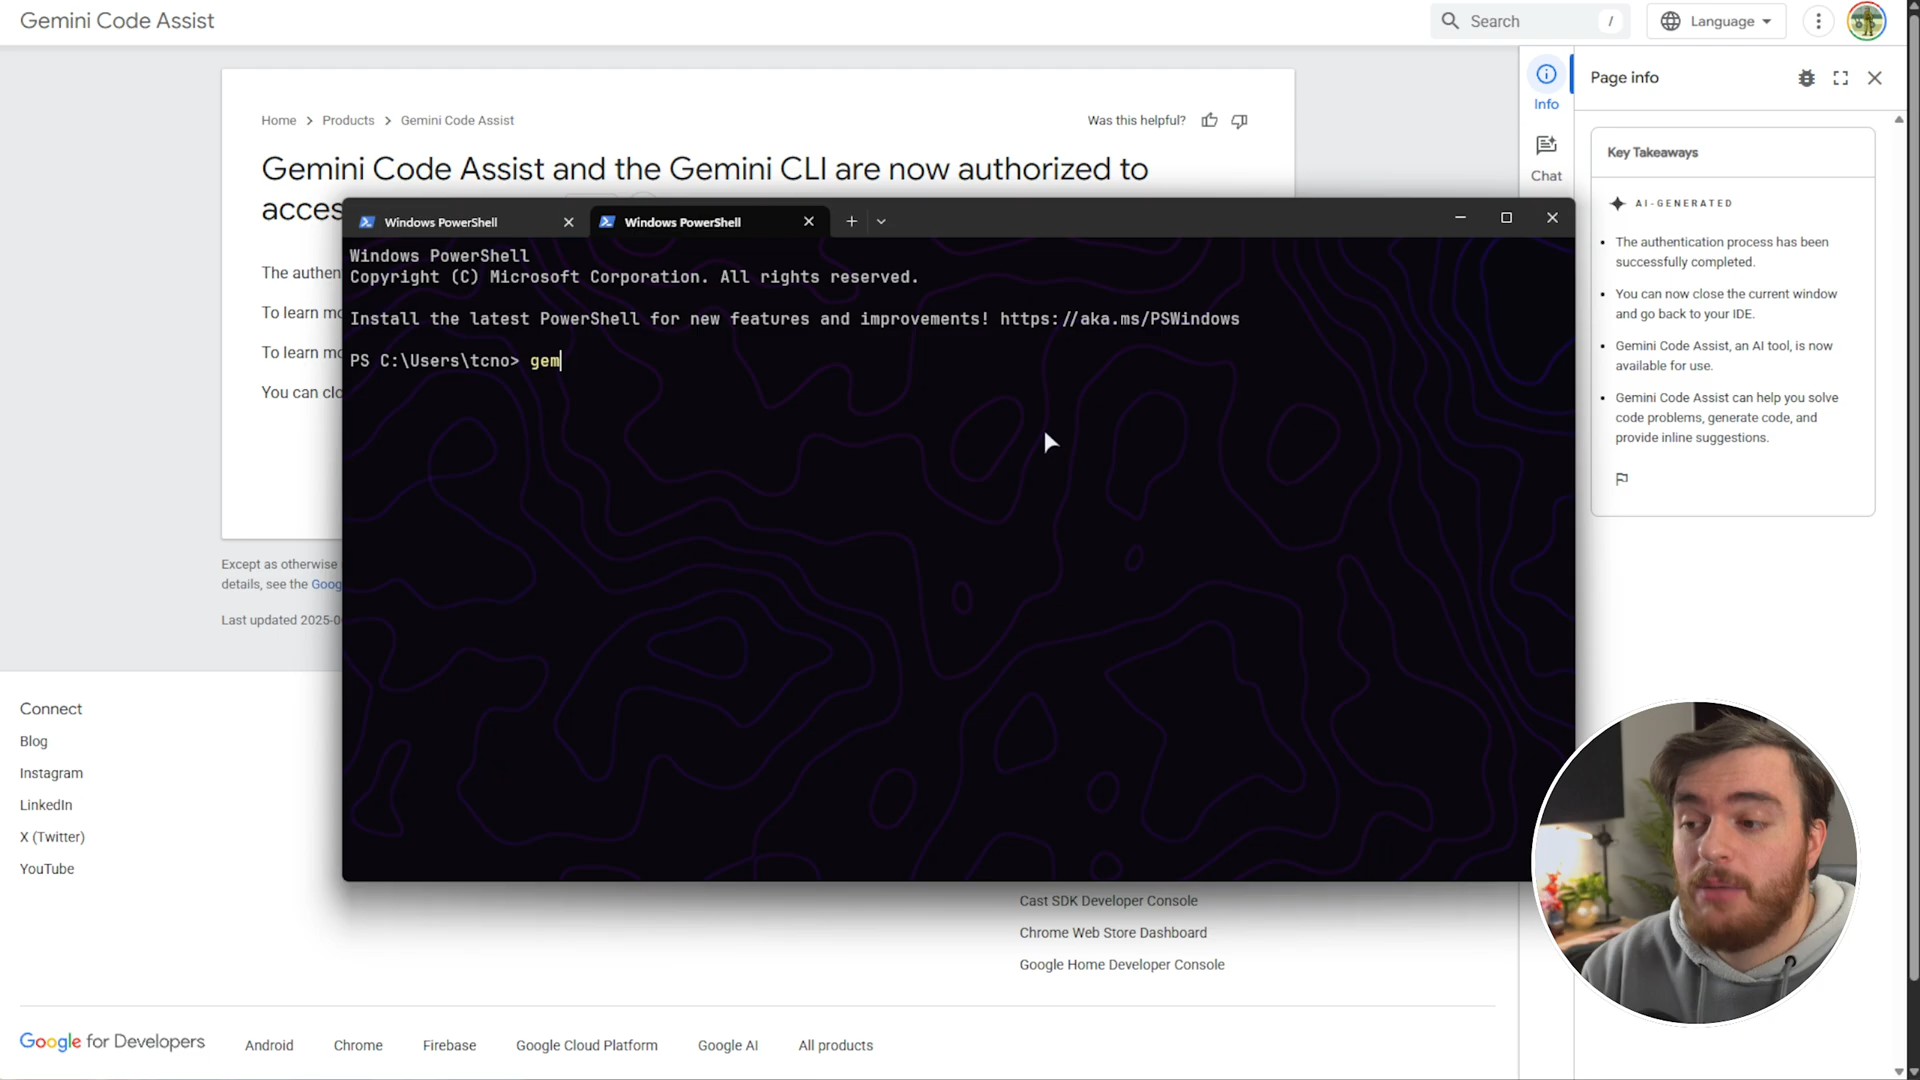 Gemini Code Assist
Search
/
Language
Home
Products
Gemini Code Assist
Was this helpful?
Gemini Code Assist and the Gemini CLI are now authorized to
acces
The authen
To learn mo
To learn mo
You can clo
Except as otherwise
details, see the Goog
Last updated 2025-0
Windows PowerShell
Windows PowerShell
Windows PowerShell
Copyright (C) Microsoft Corporation. All rights reserved.
Install the latest PowerShell for new features and improvements! https://aka.ms/PSWindows
PS C:\Users\tcno> gem
Info
Chat
Page info
Key Takeaways
AI-GENERATED
The authentication process has been
successfully completed.
You can now close the current window
and go back to your IDE.
Gemini Code Assist, an AI tool, is now
available for use.
Gemini Code Assist can help you solve
code problems, generate code, and
provide inline suggestions.
Connect
Blog
Instagram
LinkedIn
X (Twitter)
YouTube
Cast SDK Developer Console
Chrome Web Store Dashboard
Google Home Developer Console
Google for Developers
Android
Chrome
Firebase
Google Cloud Platform
Google AI
All products